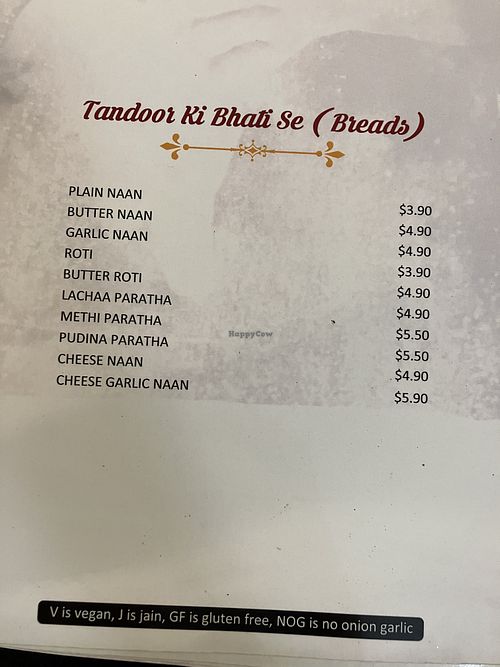 Tandoor Ki Bhati Se (Breads)
PLAIN NAAN $3.90
BUTTER NAAN $4.90
GARLIC NAAN $4.90
ROTI $3.90
BUTTER ROTI $4.90
LACHAA PARATHA $4.90
METHI PARATHA $5.50
PUDINA PARATHA $5.50
CHEESE NAAN $4.90
CHEESE GARLIC NAAN $5.90
HappyCow
V is vegan, J is jain, GF is gluten free, NOG is no onion garlic